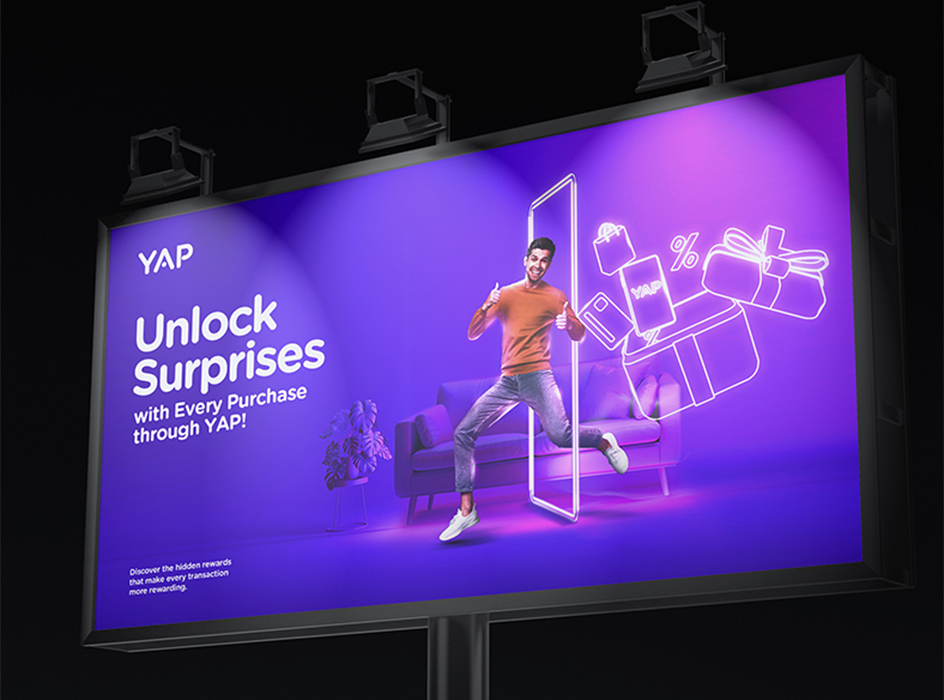 YAP
Unlock
Surprises
with Every Purchase
through YAP!
YAP
%
%
Discover the hidden rewards
that make every transaction
more rewarding.